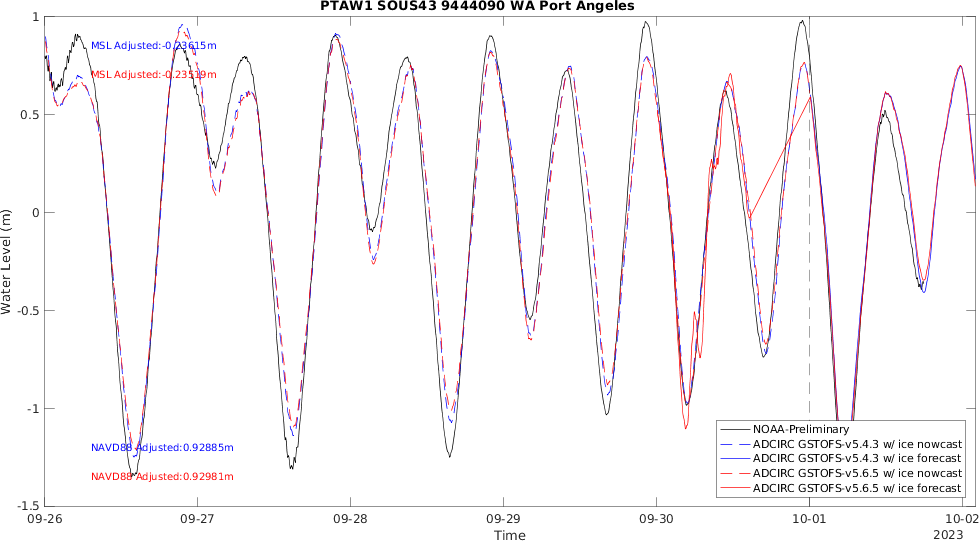 PTAW1 SOUS43 9444090 WA Port Angeles
MSL Adjusted:-0.23615m
MSL Adjusted:-0.23519m
NAVD88 Adjusted:0.92885m
NAVD88 Adjusted:0.92981m
Water Level (m)
1
0.5
0
-0.5
-1
-1.5
NOAA-Preliminary
ADCIRC GSTOFS-v5.4.3 w/ ice nowcast
ADCIRC GSTOFS-v5.4.3 w/ ice forecast
ADCIRC GSTOFS-v5.6.5 w/ ice nowcast
ADCIRC GSTOFS-v5.6.5 w/ ice forecast
09-26 09-27 09-28 09-29 09-30 10-01 10-02
Time 2023